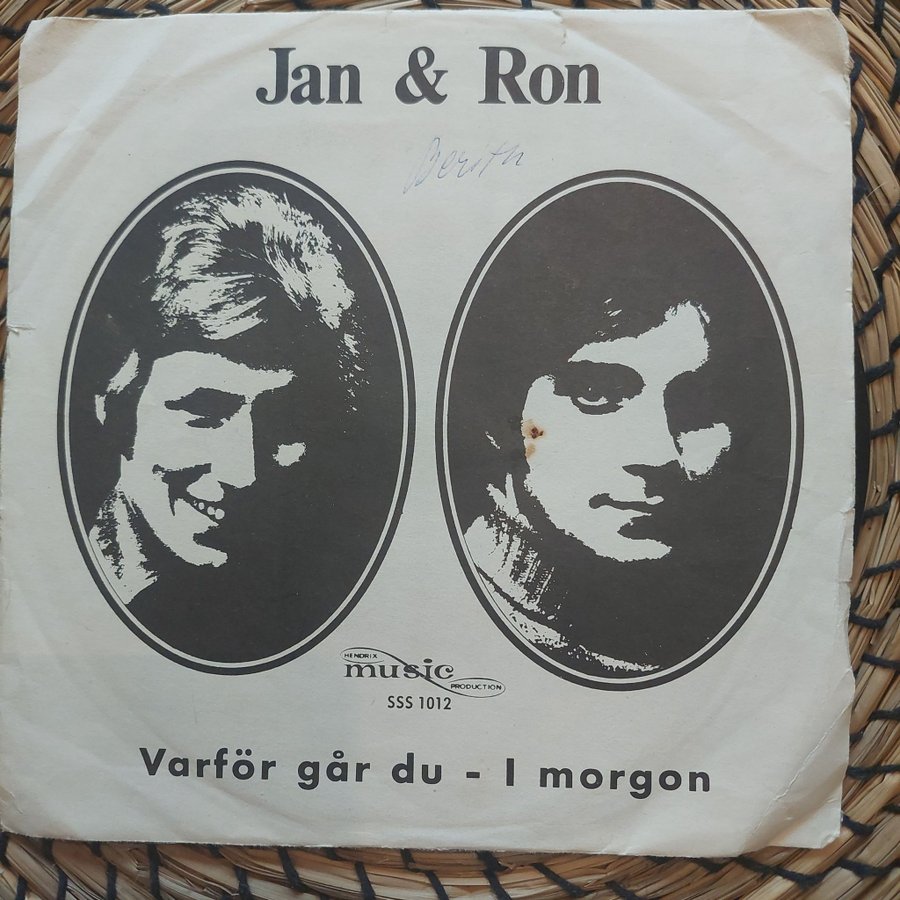 Jan & Ron
Berith
HENDRIX
music
PRODUCTION
SSS 1012
Varför går du - I morgon